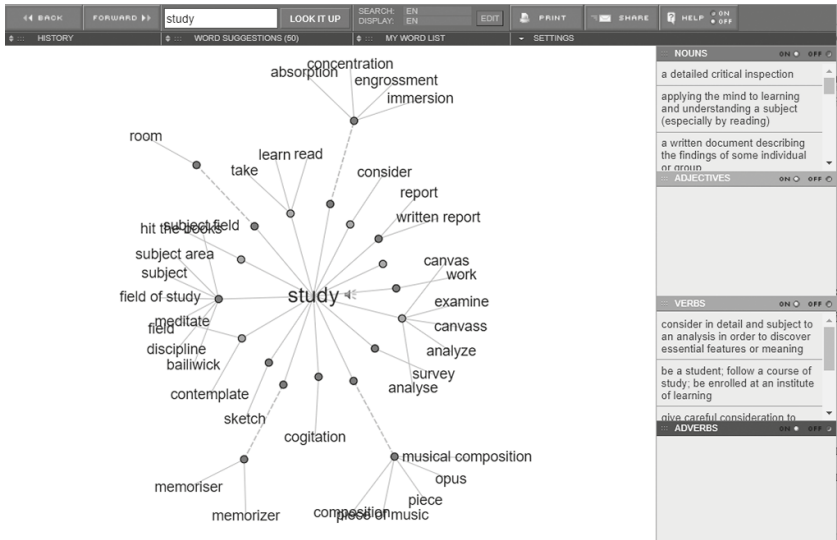 BACK
FORWARD
study
LOOK IT UP
SEARCH: EN
DISPLAY: EN
EDIT
PRINT
SHARE
HELP
ON
OFF
HISTORY
WORD SUGGESTIONS (50)
MY WORD LIST
SETTINGS
concentration
absorption
engrossment
immersion
room
learn
read
take
consider
report
written report
subject field
hit the books
subject area
subject
field of study
meditate
field
discipline
bailiwick
contemplate
sketch
study
canvas
work
examine
canvass
analyze
survey
analyse
cogitation
memoriser
memorizer
musical composition
opus
piece
composition
piece of music
NOUNS
ON OFF
a detailed critical inspection
applying the mind to learning
and understanding a subject
(especially by reading)
a written document describing
the findings of some individual
or group
ADJECTIVES
ON OFF
VERBS
ON OFF
consider in detail and subject to
an analysis in order to discover
essential features or meaning
be a student; follow a course of
study; be enrolled at an institute
of learning
give careful consideration to
ADVERBS
ON OFF